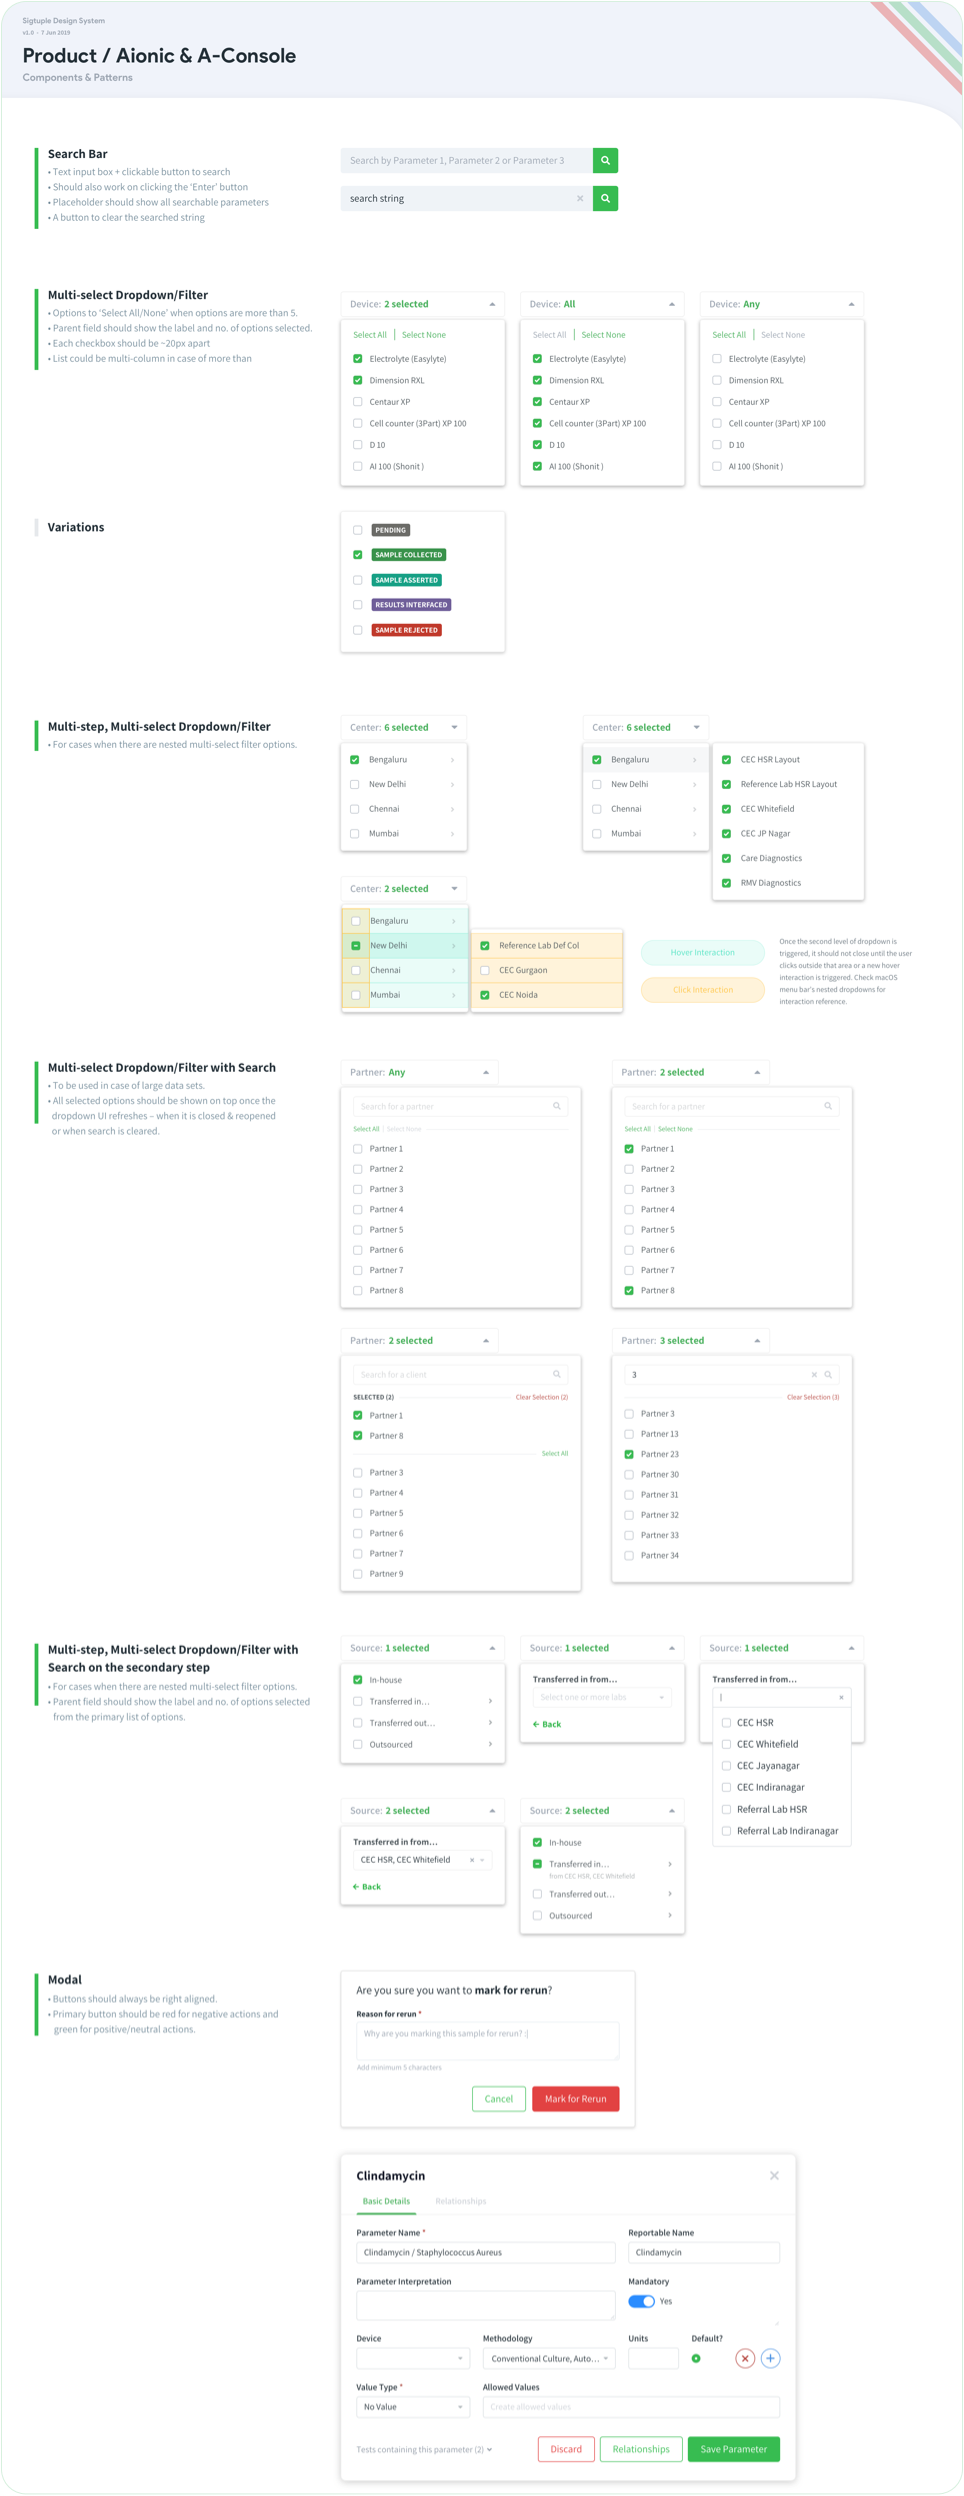 Sigtuple Design System
v1.0 - 7 Jun 2019
Product / Aionic & A-Console
Components & Patterns
Search Bar
• Text input box + clickable button to search
• Should also work on clicking the 'Enter' button
• Placeholder should show all searchable parameters
• A button to clear the searched string
Search by Parameter 1, Parameter 2 or Parameter 3
search string
Multi-select Dropdown/Filter
• Options to 'Select All/None' when options are more than 5.
• Parent field should show the label and no. of options selected.
• Each checkbox should be ~20px apart
• List could be multi-column in case of more than
Device: 2 selected
Select All | Select None
Electrolyte (Easylyte)
Dimension RXL
Centaur XP
Cell counter (3Part) XP 100
D 10
AI 100 (Shonit )
Device: All
Select All | Select None
Electrolyte (Easylyte)
Dimension RXL
Centaur XP
Cell counter (3Part) XP 100
D 10
AI 100 (Shonit )
Device: Any
Select All | Select None
Electrolyte (Easylyte)
Dimension RXL
Centaur XP
Cell counter (3Part) XP 100
D 10
AI 100 (Shonit )
Variations
PENDING
SAMPLE COLLECTED
SAMPLE ASSERTED
RESULTS INTERFACED
SAMPLE REJECTED
Multi-step, Multi-select Dropdown/Filter
• For cases when there are nested multi-select filter options.
Center: 6 selected
Bengaluru
New Delhi
Chennai
Mumbai
Center: 6 selected
Bengaluru
New Delhi
Chennai
Mumbai
CEC HSR Layout
Reference Lab HSR Layout
CEC Whitefield
CEC JP Nagar
Care Diagnostics
RMV Diagnostics
Center: 2 selected
Bengaluru
New Delhi
Chennai
Mumbai
Reference Lab Def Col
CEC Gurgaon
CEC Noida
Hover Interaction
Click Interaction
Once the second level of dropdown is
triggered, it should not close until the user
clicks outside that area or a new hover
interaction is triggered. Check macOS
menu bar's nested dropdowns for
interaction reference.
Multi-select Dropdown/Filter with Search
• To be used in case of large data sets.
• All selected options should be shown on top once the
dropdown UI refreshes – when it is closed & reopened
or when search is cleared.
Partner: Any
Search for a partner
Select All | Select None
Partner 1
Partner 2
Partner 3
Partner 4
Partner 5
Partner 6
Partner 7
Partner 8
Partner: 2 selected
Search for a partner
Select All | Select None
Partner 1
Partner 2
Partner 3
Partner 4
Partner 5
Partner 6
Partner 7
Partner 8
Partner: 2 selected
Search for a client
SELECTED (2)
Clear Selection (2)
Partner 1
Partner 8
Select All
Partner 3
Partner 4
Partner 5
Partner 6
Partner 7
Partner 9
Partner: 3 selected
3
Clear Selection (3)
Partner 3
Partner 13
Partner 23
Partner 30
Partner 31
Partner 32
Partner 33
Partner 34
Multi-step, Multi-select Dropdown/Filter with
Search on the secondary step
• For cases when there are nested multi-select filter options.
• Parent field should show the label and no. of options selected
from the primary list of options.
Source: 1 selected
In-house
Transferred in...
Transferred out...
Outsourced
Source: 1 selected
Transferred in from...
Select one or more labs
← Back
Source: 1 selected
Transferred in from...
CEC HSR
CEC Whitefield
CEC Jayanagar
CEC Indiranagar
Referral Lab HSR
Referral Lab Indiranagar
Source: 2 selected
Transferred in from...
CEC HSR, CEC Whitefield
← Back
Source: 2 selected
In-house
Transferred in...
from CEC HSR, CEC Whitefield
Transferred out...
Outsourced
Modal
• Buttons should always be right aligned.
• Primary button should be red for negative actions and
green for positive/neutral actions.
Are you sure you want to mark for rerun?
Reason for rerun *
Why are you marking this sample for rerun? :|
Add minimum 5 characters
Cancel
Mark for Rerun
Clindamycin
Basic Details
Relationships
Parameter Name *
Reportable Name
Clindamycin / Staphylococcus Aureus
Clindamycin
Parameter Interpretation
Mandatory
Yes
Device
Methodology
Units
Default?
Conventional Culture, Auto...
Value Type *
Allowed Values
No Value
Create allowed values
Tests containing this parameter (2)
Discard
Relationships
Save Parameter